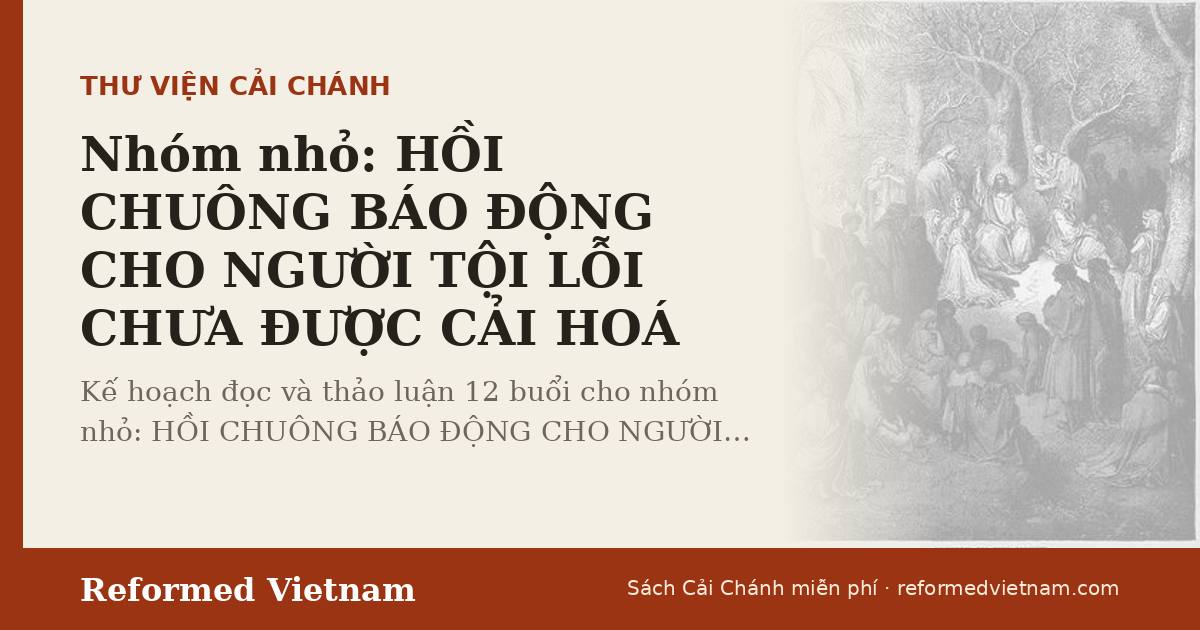 THƯ VIỆN CẢI CHÁNH
Nhóm nhỏ: HỒI
CHUÔNG BÁO ĐỘNG
CHO NGƯỜI TỘI LỖI
CHƯA ĐƯỢC CẢI HOÁ
Kế hoạch đọc và thảo luận 12 buổi cho nhóm
nhỏ: HỒI CHUÔNG BÁO ĐỘNG CHO NGƯỜI...
Reformed Vietnam
Sách Cải Chánh miễn phí · reformedvietnam.com